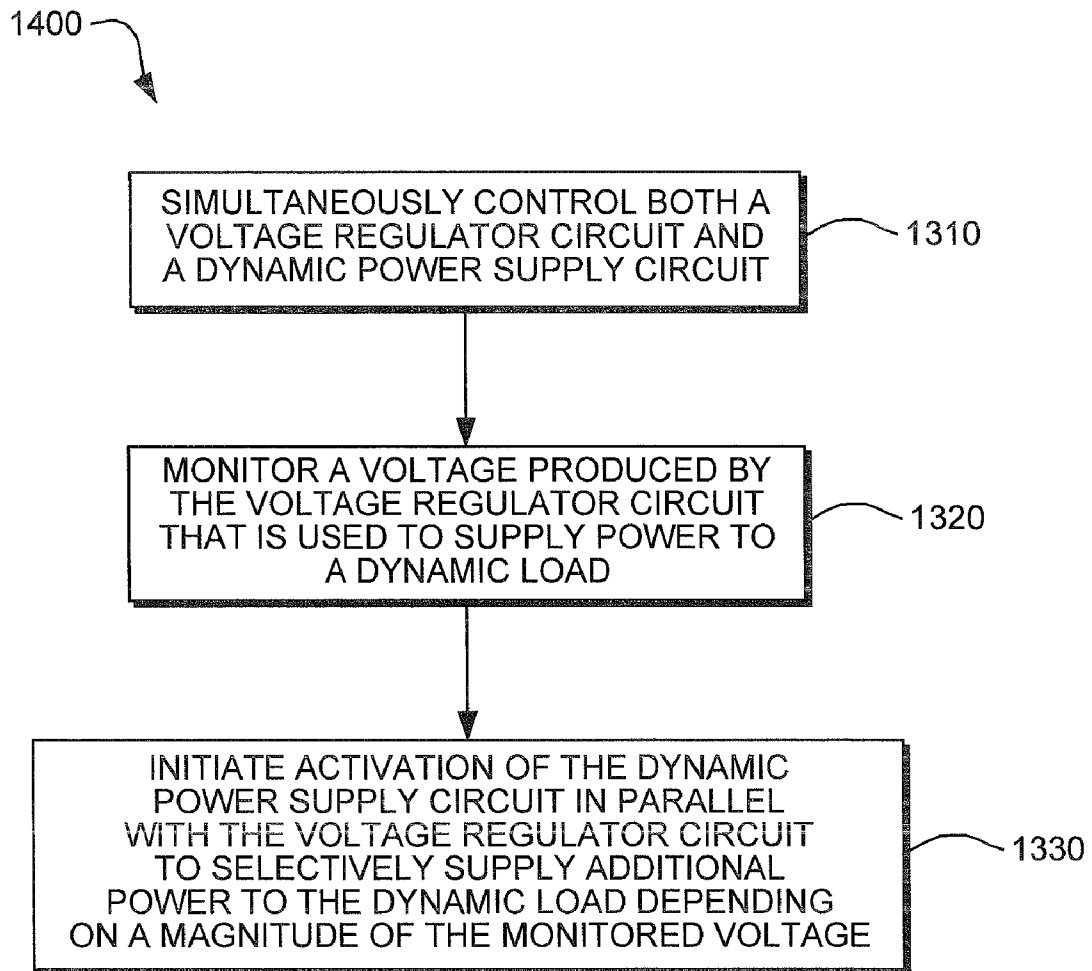 1400
SIMULTANEOUSLY CONTROL BOTH A
VOLTAGE REGULATOR CIRCUIT AND
A DYNAMIC POWER SUPPLY CIRCUIT
1310
MONITOR A VOLTAGE PRODUCED BY
THE VOLTAGE REGULATOR CIRCUIT
THAT IS USED TO SUPPLY POWER TO
A DYNAMIC LOAD
1320
INITIATE ACTIVATION OF THE DYNAMIC
POWER SUPPLY CIRCUIT IN PARALLEL
WITH THE VOLTAGE REGULATOR CIRCUIT
TO SELECTIVELY SUPPLY ADDITIONAL
POWER TO THE DYNAMIC LOAD DEPENDING
ON A MAGNITUDE OF THE MONITORED VOLTAGE
1330